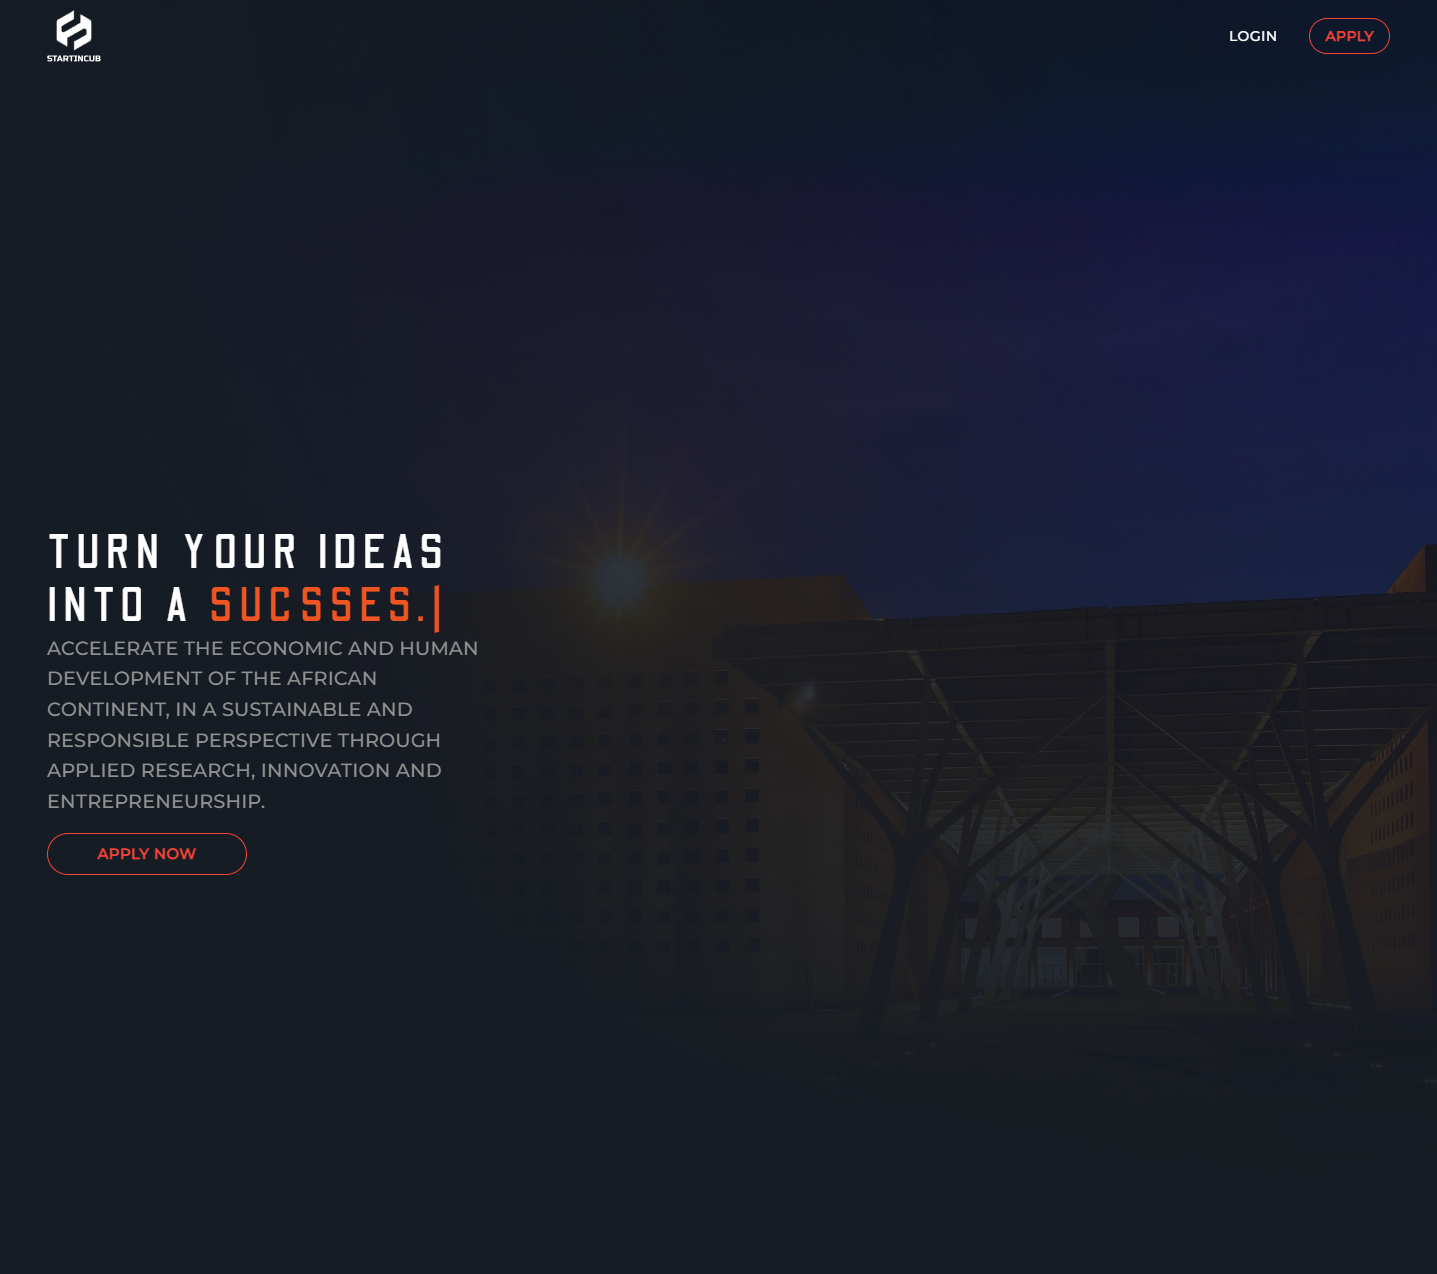 STARTINCUB
LOGIN
APPLY
TURN YOUR IDEAS
INTO A SUCSSES.|
ACCELERATE THE ECONOMIC AND HUMAN
DEVELOPMENT OF THE AFRICAN
CONTINENT, IN A SUSTAINABLE AND
RESPONSIBLE PERSPECTIVE THROUGH
APPLIED RESEARCH, INNOVATION AND
ENTREPRENEURSHIP.
APPLY NOW